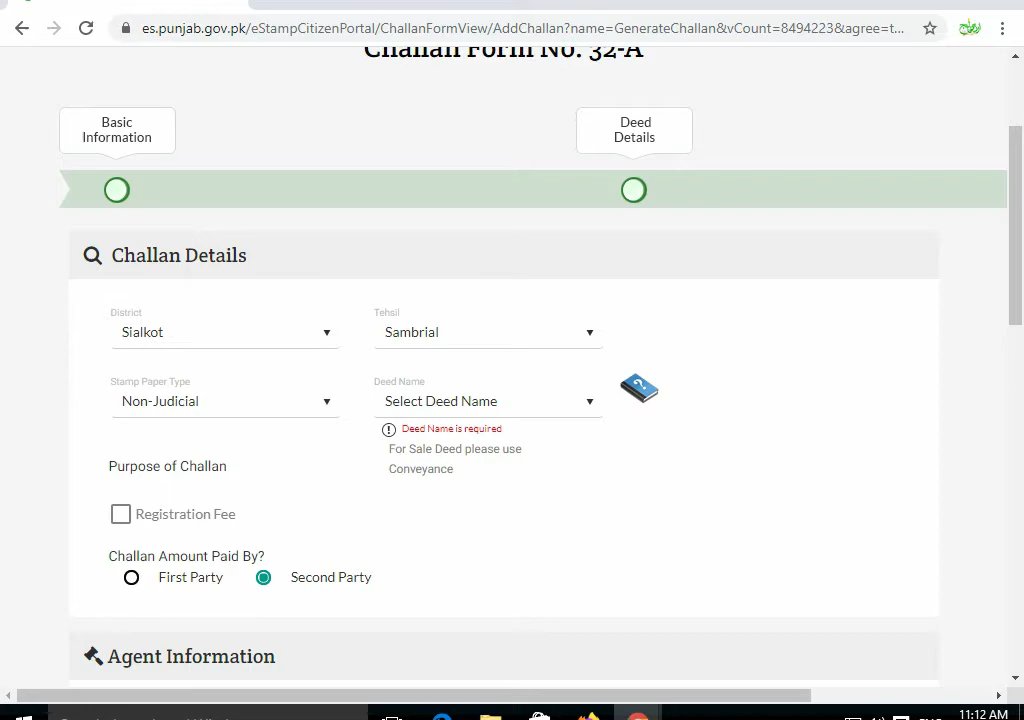 es.punjab.gov.pk/eStampCitizenPortal/ChallanFormView/AddChallan?name=GenerateChallan&vCount=8494223&agree=t...
Challan Form No. 32-A
Basic
Information
Deed
Details
Challan Details
District
Tehsil
Sialkot
Sambrial
Stamp Paper Type
Deed Name
Non-Judicial
Select Deed Name
Deed Name is required
For Sale Deed please use
Conveyance
Purpose of Challan
Registration Fee
Challan Amount Paid By?
First Party
Second Party
Agent Information
11:12 AM